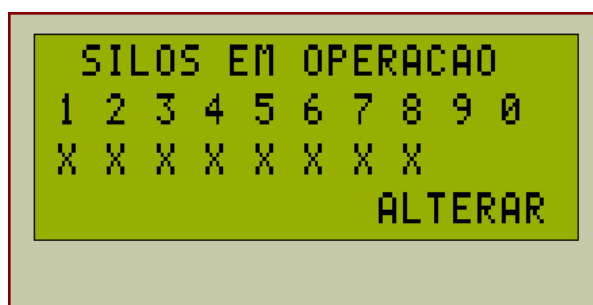 SILOS EM OPERACAO
1 2 3 4 5 6 7 8 9 0
X X X X X X X X
ALTERAR